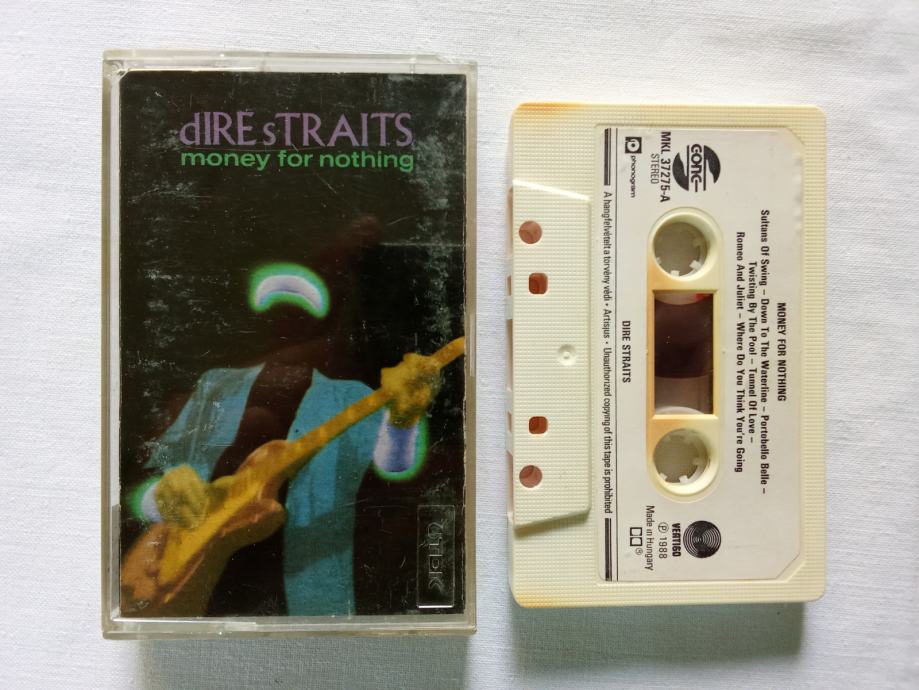 dIRE sTRAITS
money for nothing
TDK
GONG
MKL 37275-A
STEREO
phonogram
MONEY FOR NOTHING
Sultans Of Swing – Down To The Waterline – Portobello Belle –
Twisting By The Pool – Tunnel Of Love –
Romeo And Juliet – Where Do You Think You're Going
DIRE STRAITS
A hangfelvételt a törvény védi • Artisjus • Unauthorized copying of this tape is prohibited
VERTIGO
Ⓟ 1988
Made in Hungary